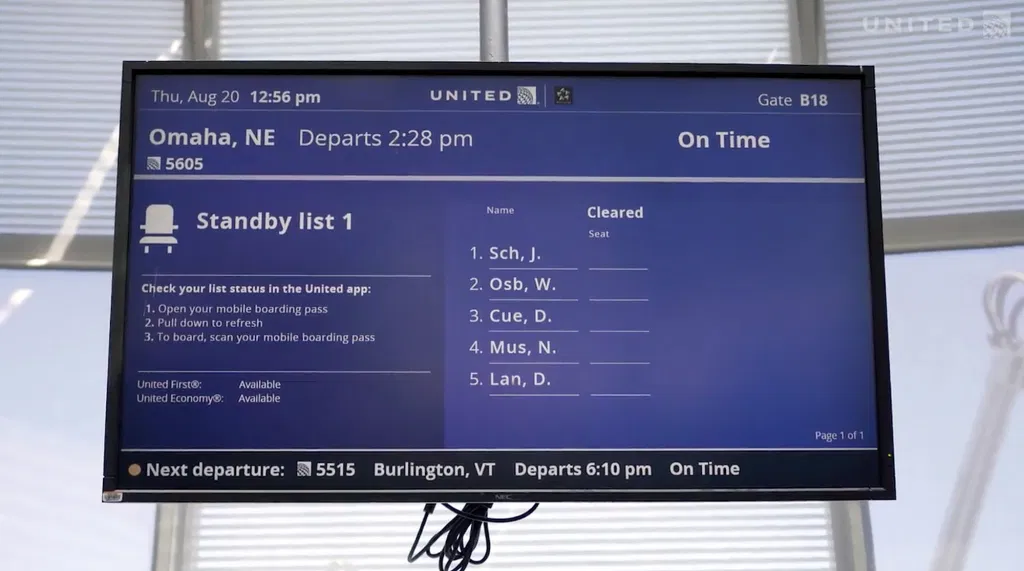 UNITED
Thu, Aug 20 12:56 pm
UNITED
Gate B18
Omaha, NE Departs 2:28 pm On Time
5605
Standby list 1
Check your list status in the United app:
1. Open your mobile boarding pass
2. Pull down to refresh
3. To board, scan your mobile boarding pass
United First®: Available
United Economy®: Available
Name Cleared
Seat
1. Sch, J.
2. Osb, W.
3. Cue, D.
4. Mus, N.
5. Lan, D.
Page 1 of 1
Next departure: 5515 Burlington, VT Departs 6:10 pm On Time
NEC